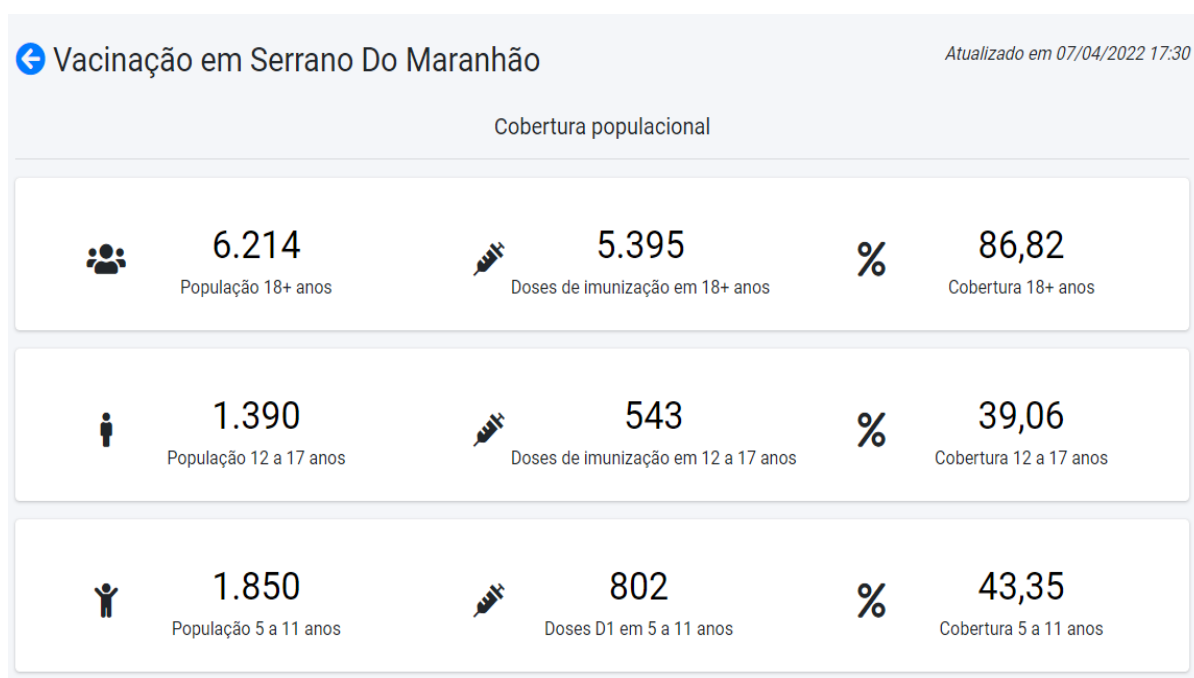 Vacinação em Serrano Do Maranhão
Atualizado em 07/04/2022 17:30
Cobertura populacional
6.214 5.395 % 86,82
População 18+ anos Doses de imunização em 18+ anos Cobertura 18+ anos
1.390 543 % 39,06
População 12 a 17 anos Doses de imunização em 12 a 17 anos Cobertura 12 a 17 anos
1.850 802 % 43,35
População 5 a 11 anos Doses D1 em 5 a 11 anos Cobertura 5 a 11 anos